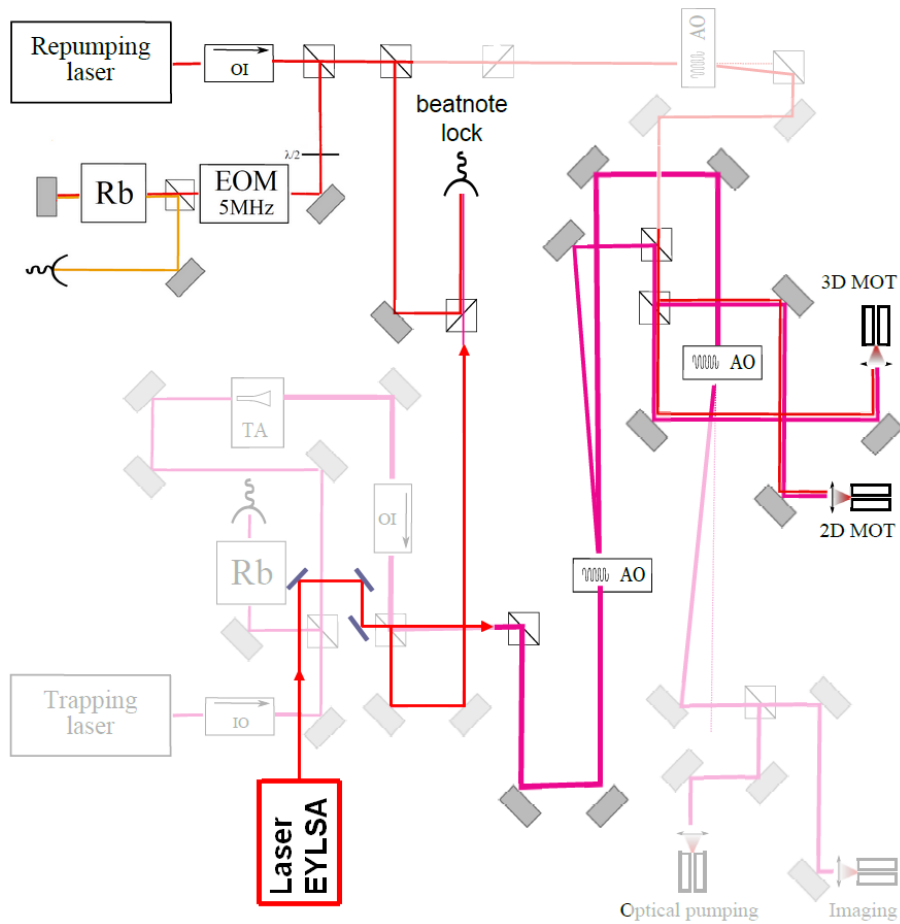 Repumping
laser
OI
AO
beatnote
lock
λ/2
Rb
EOM
5MHz
3D MOT
AO
TA
OI
2D MOT
Rb
AO
Trapping
laser
IO
Laser
EYLSA
Optical pumping
Imaging